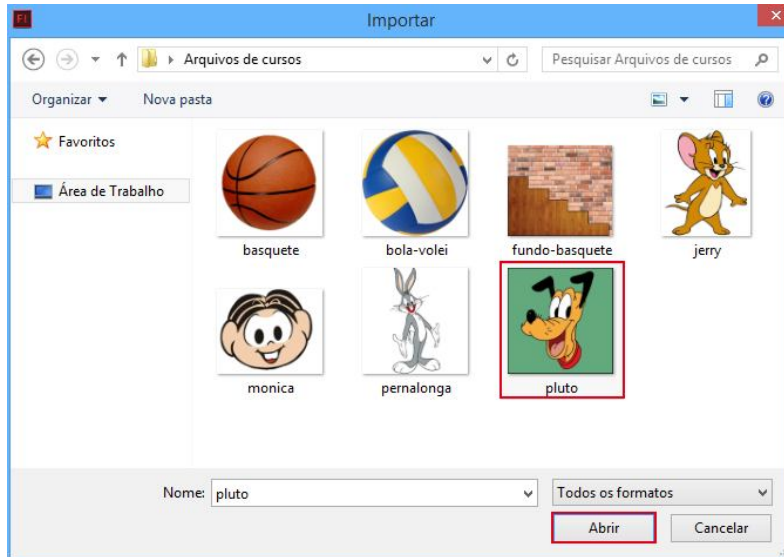 Fl
Importar
Arquivos de cursos
Pesquisar Arquivos de cursos
Organizar
Nova pasta
Favoritos
Área de Trabalho
basquete
bola-volei
fundo-basquete
jerry
monica
pernalonga
pluto
Nome: pluto
Todos os formatos
Abrir
Cancelar